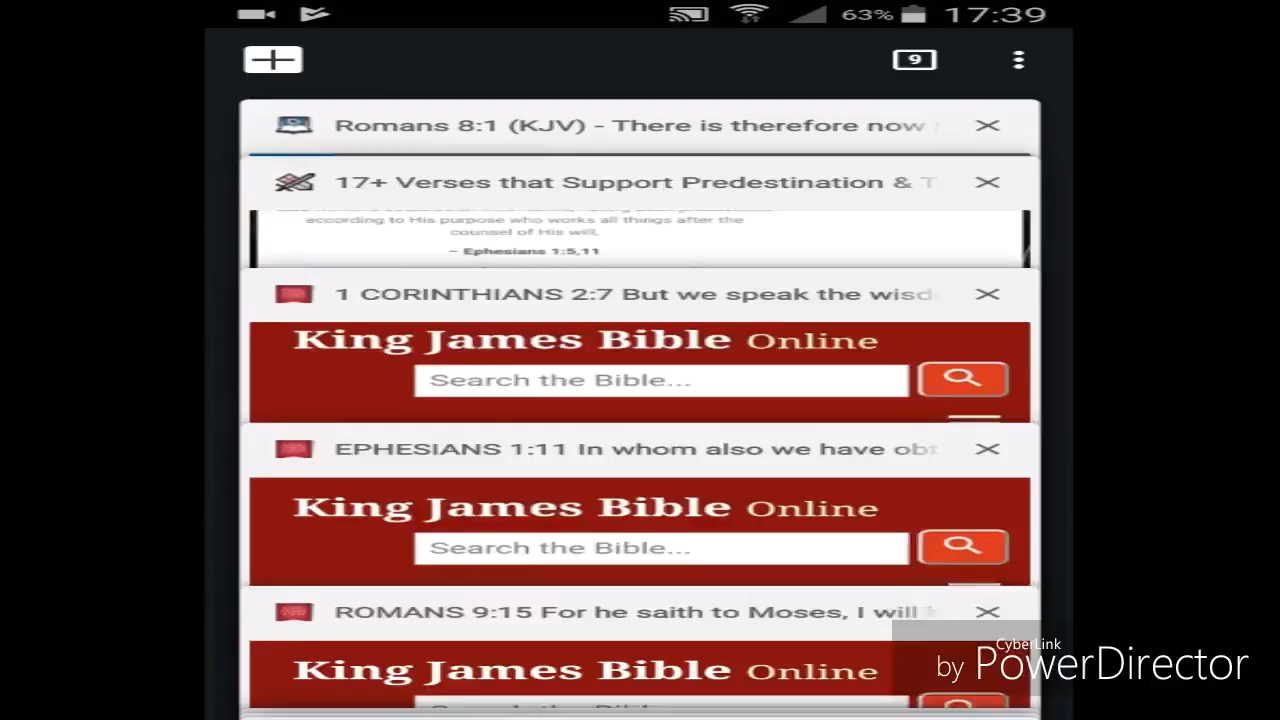 63% 17:39
9
Romans 8:1 (KJV) - There is therefore now
17+ Verses that Support Predestination & T
according to His purpose who works all things after the
counsel of His will,
– Ephesians 1:5,11
1 CORINTHIANS 2:7 But we speak the wisd
King James Bible Online
Search the Bible...
EPHESIANS 1:11 In whom also we have obt
King James Bible Online
Search the Bible...
ROMANS 9:15 For he saith to Moses, I will
King James Bible Online
CyberLink
by PowerDirector